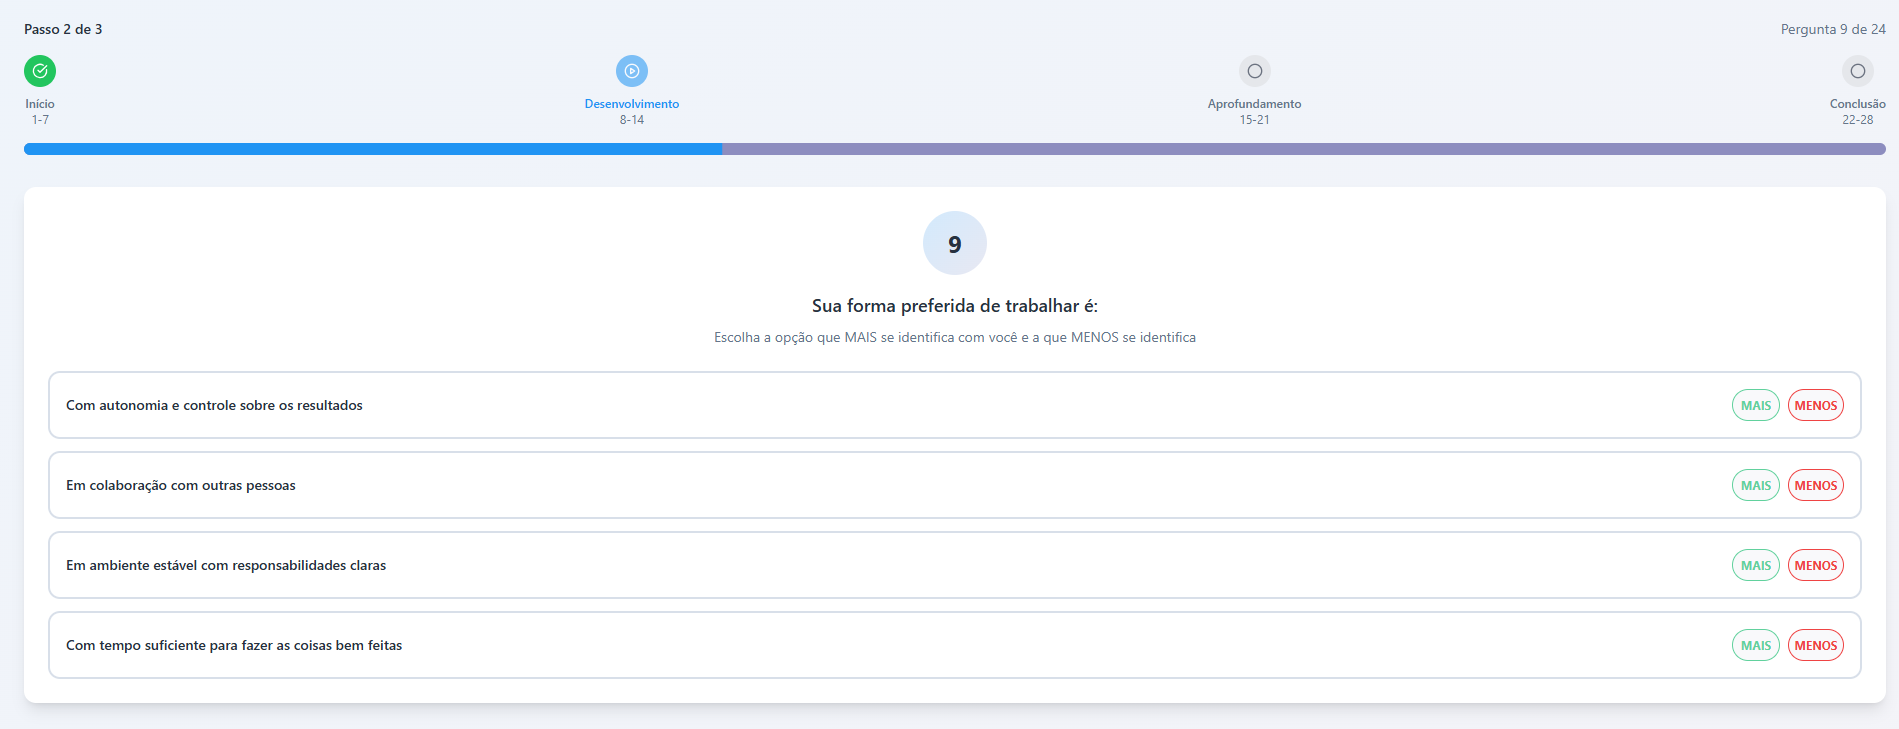 Passo 2 de 3
Pergunta 9 de 24
Início
1-7
Desenvolvimento
8-14
Aprofundamento
15-21
Conclusão
22-28
9
Sua forma preferida de trabalhar é:
Escolha a opção que MAIS se identifica com você e a que MENOS se identifica
Com autonomia e controle sobre os resultados
MAIS MENOS
Em colaboração com outras pessoas
MAIS MENOS
Em ambiente estável com responsabilidades claras
MAIS MENOS
Com tempo suficiente para fazer as coisas bem feitas
MAIS MENOS